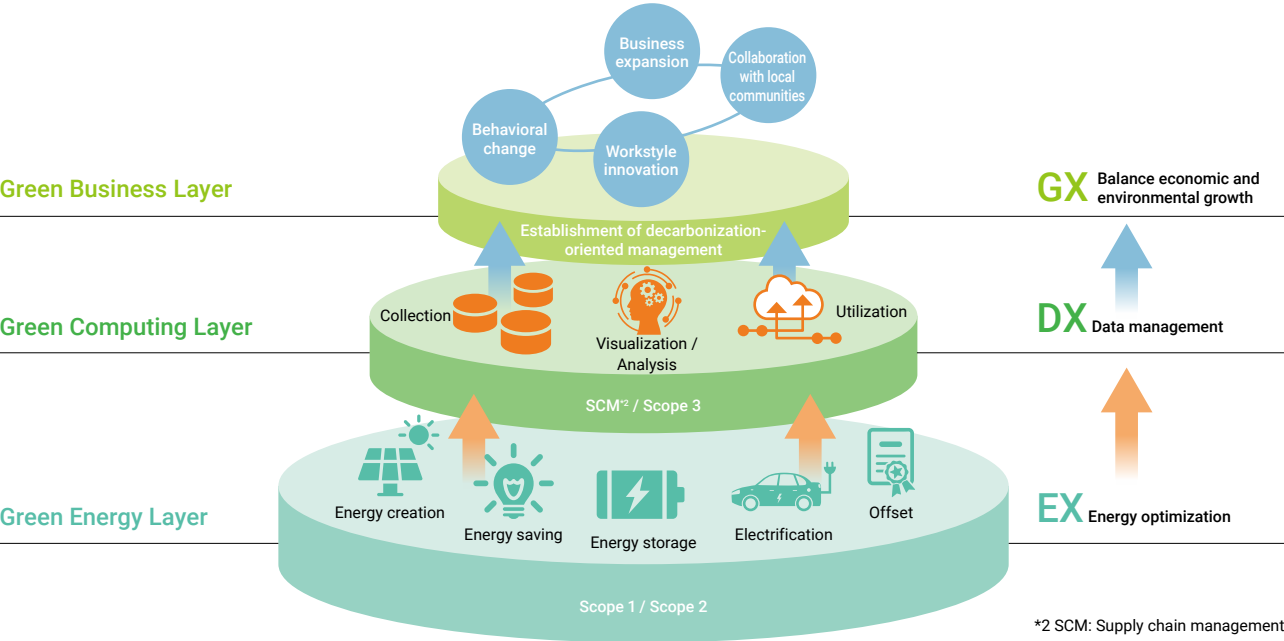 Business
expansion
Collaboration
with local
communities
Behavioral
change
Workstyle
innovation
Green Business Layer
GX Balance economic and
environmental growth
Establishment of decarbonization-
oriented management
Collection
Visualization /
Analysis
Utilization
Green Computing Layer
DX Data management
SCM*2 / Scope 3
Energy creation
Energy saving
Energy storage
Electrification
Offset
Green Energy Layer
EX Energy optimization
Scope 1 / Scope 2
*2 SCM: Supply chain management